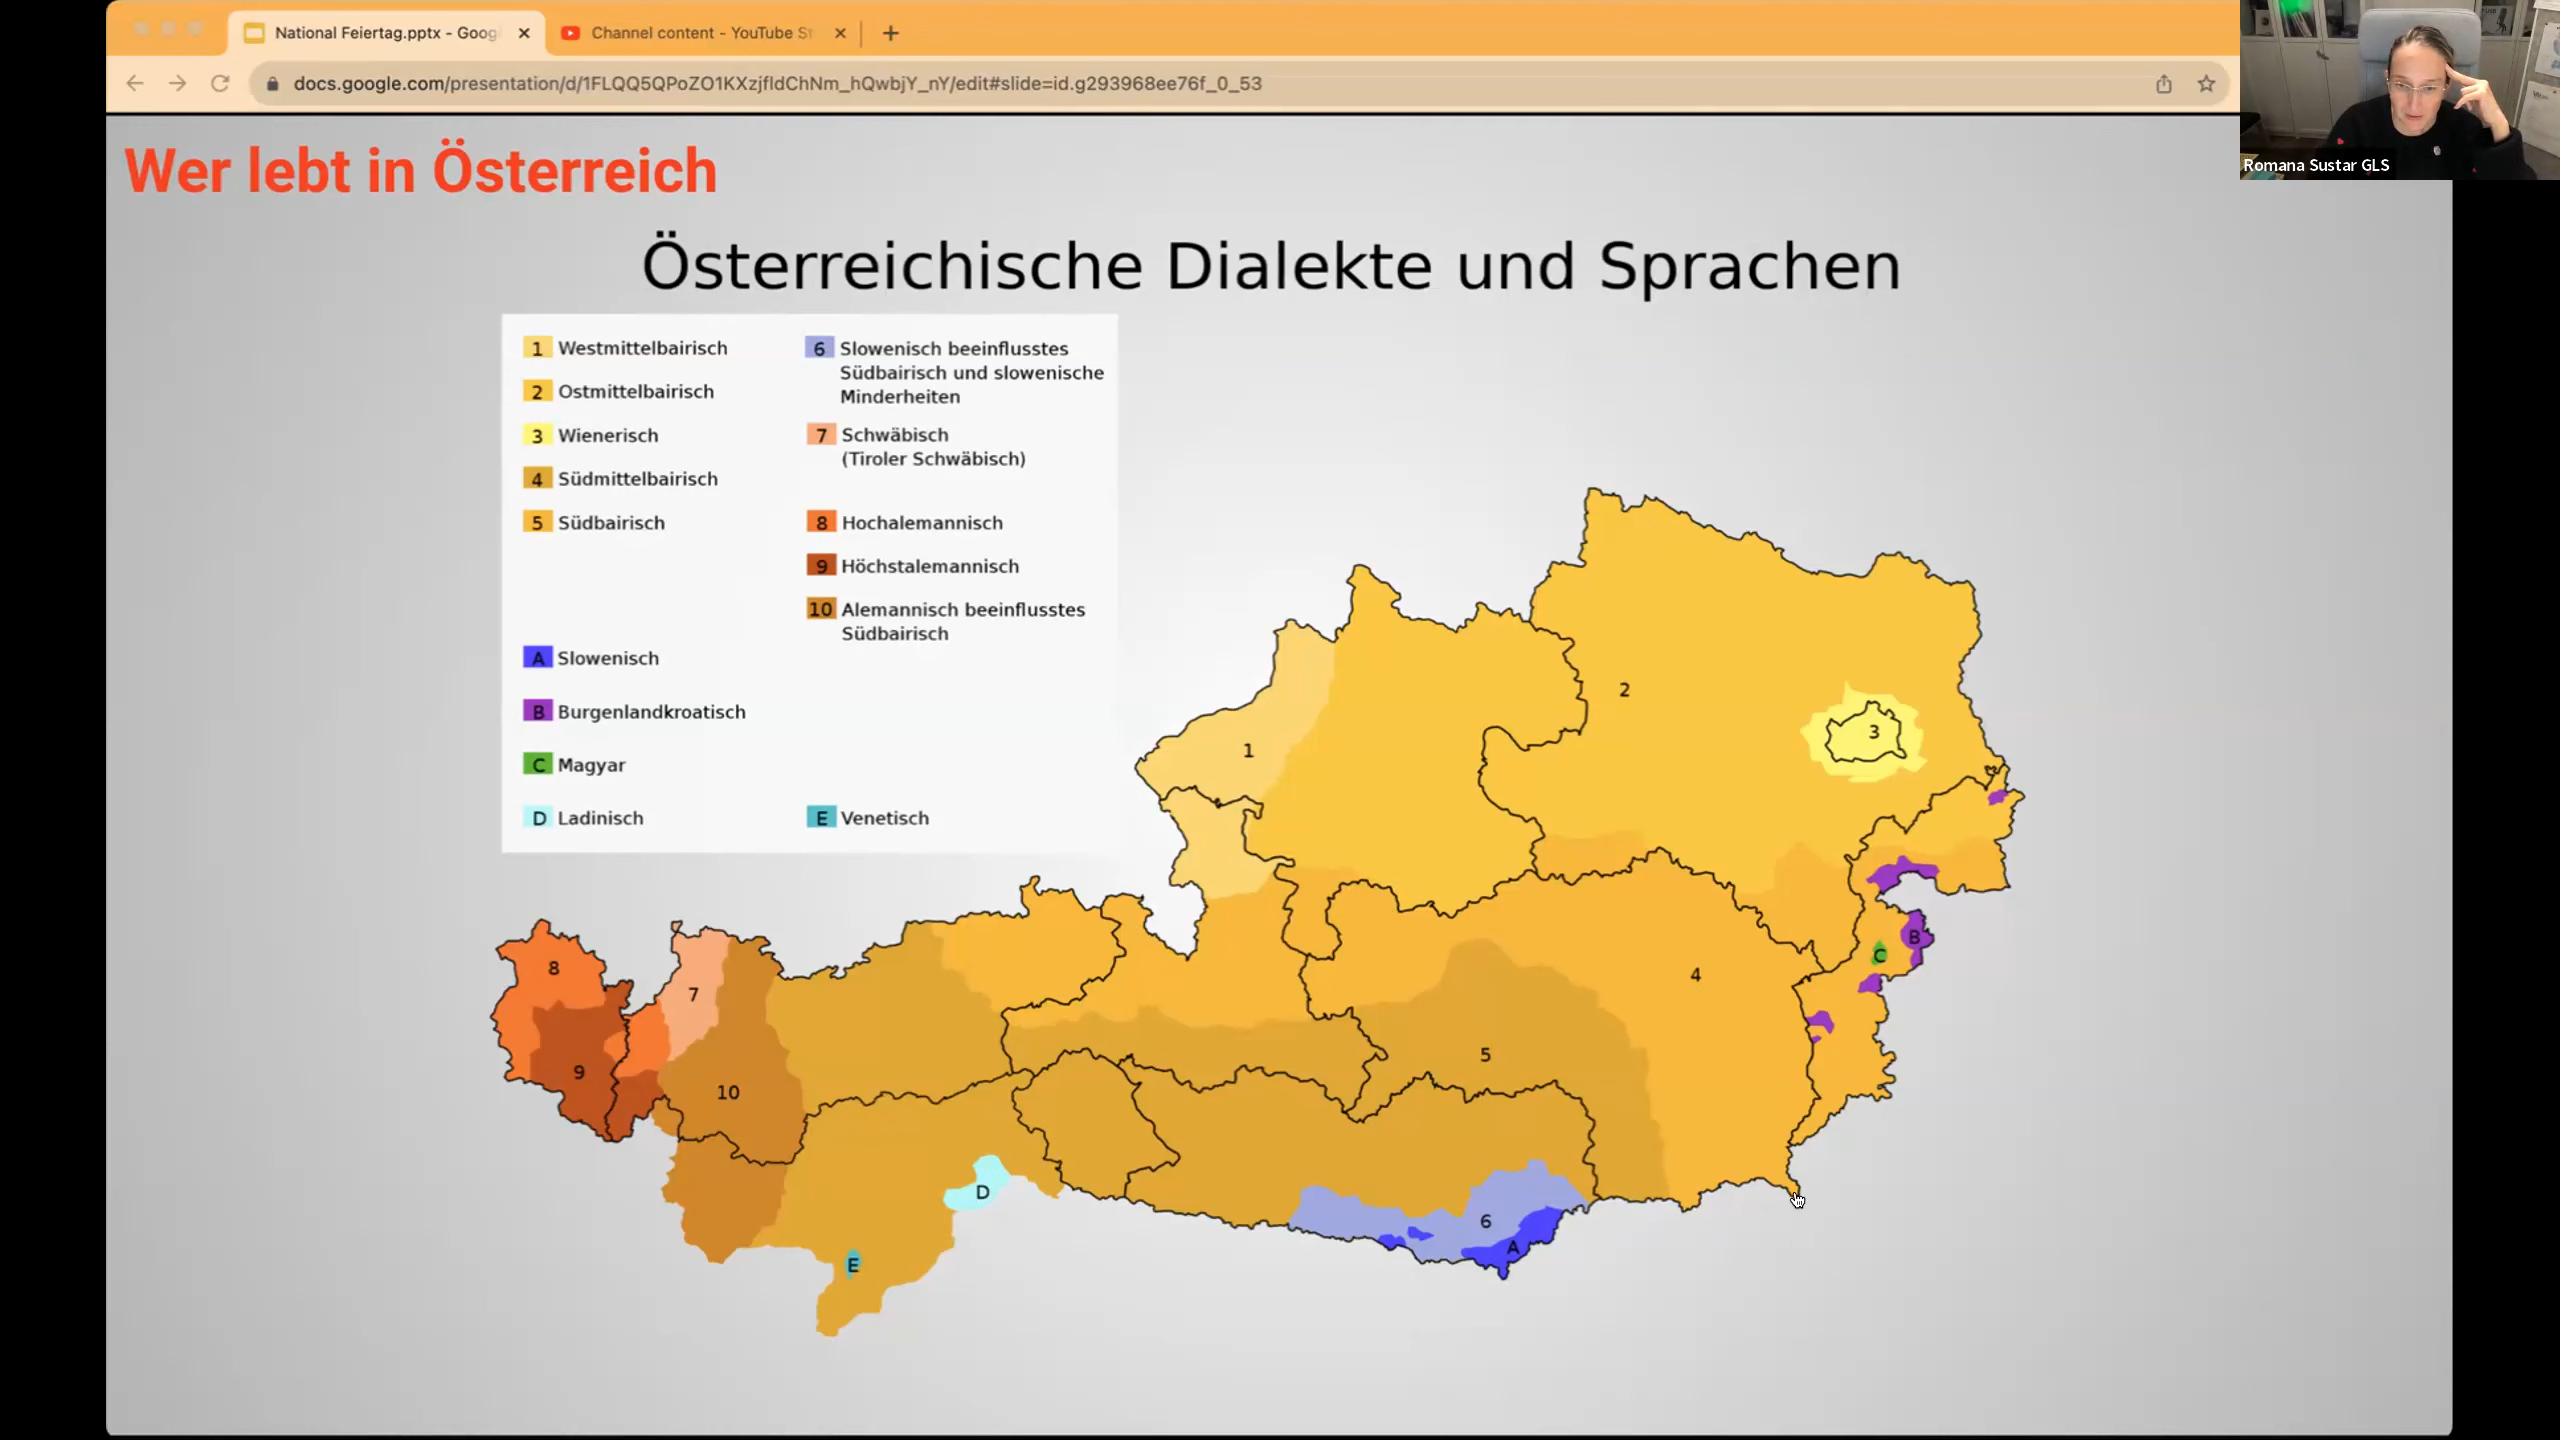 National Feiertag.pptx - Goog
Channel content - YouTube St
docs.google.com/presentation/d/1FLQQ5QPoZO1KXzjfldChNm_hQwbjY_nY/edit#slide=id.g293968ee76f_0_53
Romana Sustar GLS
Wer lebt in Österreich
Österreichische Dialekte und Sprachen
1 Westmittelbairisch
2 Ostmittelbairisch
3 Wienerisch
4 Südmittelbairisch
5 Südbairisch
A Slowenisch
B Burgenlandkroatisch
C Magyar
D Ladinisch
6 Slowenisch beeinflusstes
Südbairisch und slowenische
Minderheiten
7 Schwäbisch
(Tiroler Schwäbisch)
8 Hochalemannisch
9 Höchstalemannisch
10 Alemannisch beeinflusstes
Südbairisch
E Venetisch
2
3
1
B
C
8
7
4
5
9
10
D
6
A
E